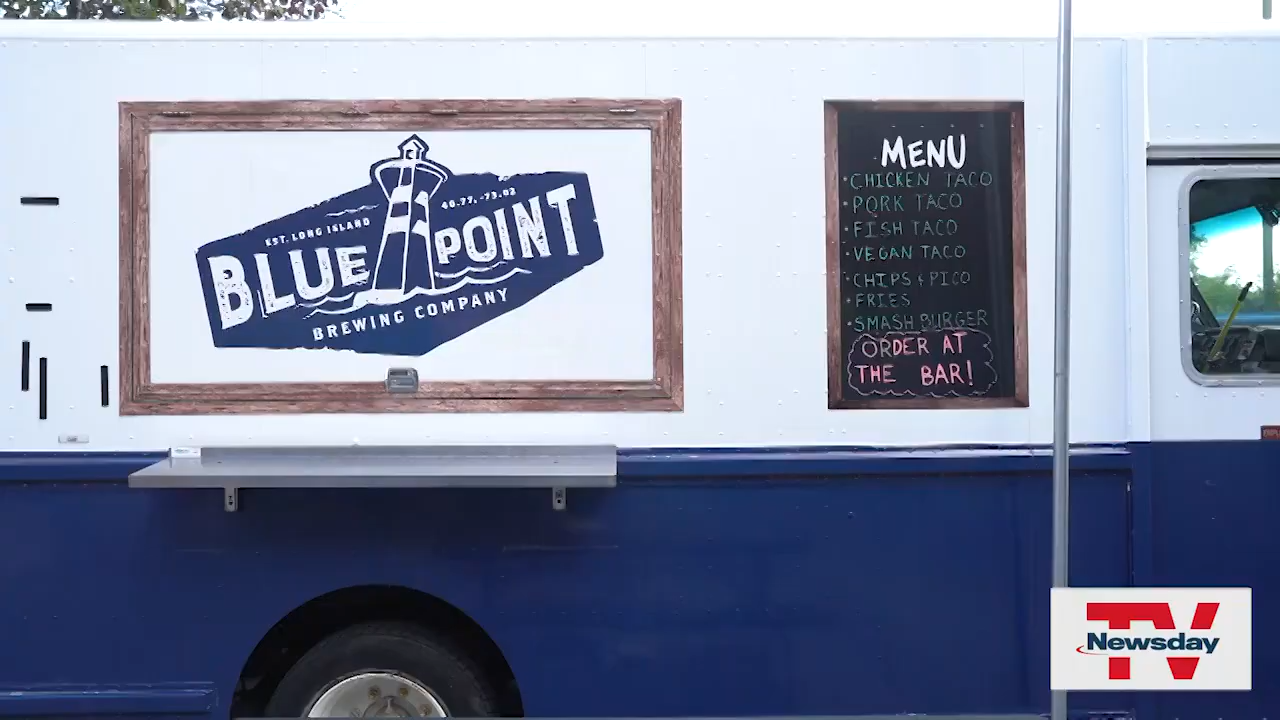 EST. LONG ISLAND
40.77, -73.02
BLUE POINT
BREWING COMPANY
MENU
•CHICKEN TACO
•PORK TACO
•FISH TACO
•VEGAN TACO
•CHIPS & PICO
•FRIES
•SMASH BURGER
ORDER AT
THE BAR!
TV
Newsday